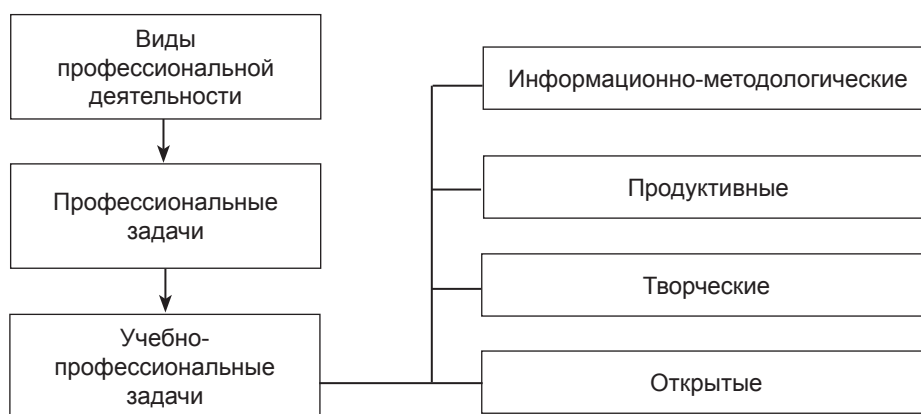 Виды
профессиональной
деятельности
Профессиональные
задачи
Учебно-
профессиональные
задачи
Информационно-методологические
Продуктивные
Творческие
Открытые